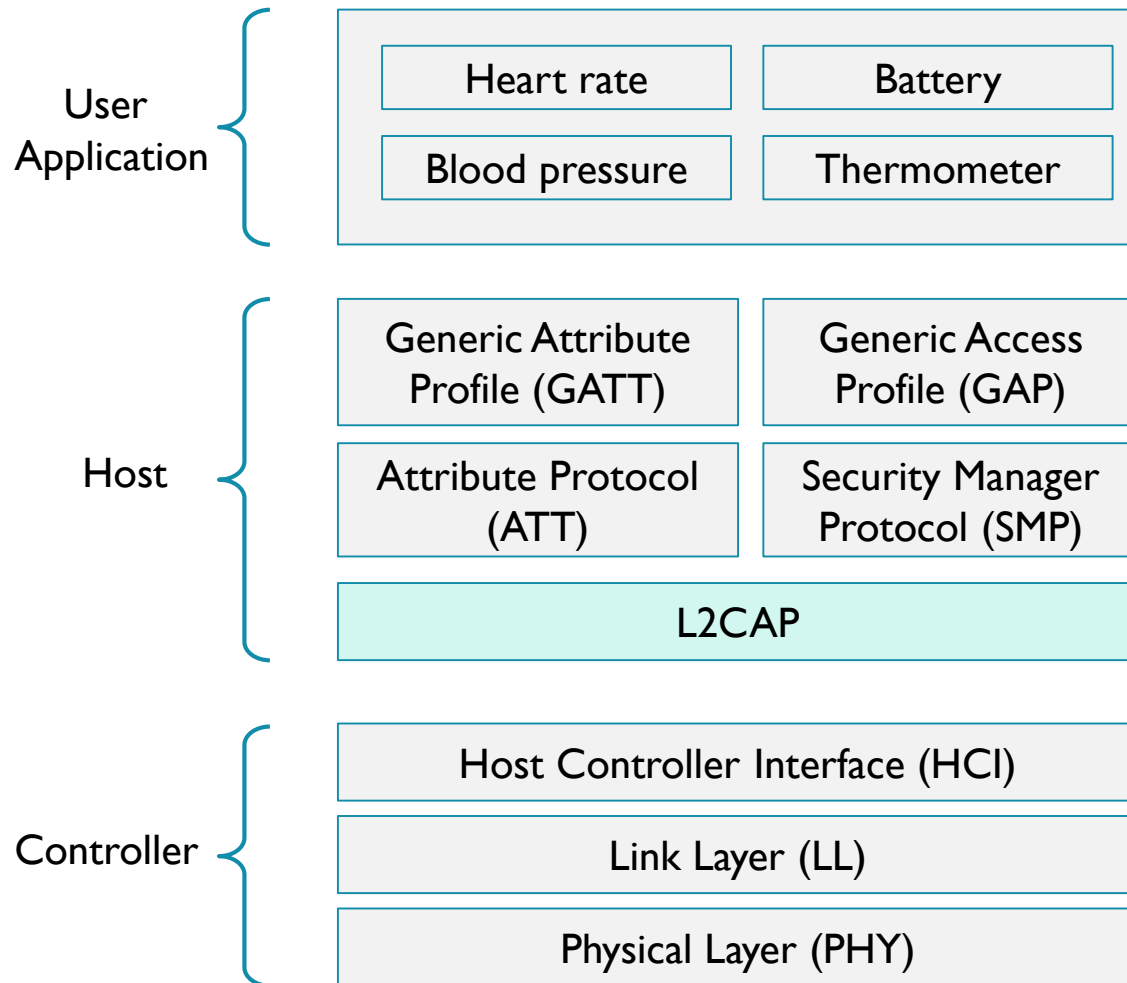 User
Application
Heart rate
Battery
Blood pressure
Thermometer
Host
Generic Attribute
Profile (GATT)
Generic Access
Profile (GAP)
Attribute Protocol
(ATT)
Security Manager
Protocol (SMP)
L2CAP
Controller
Host Controller Interface (HCI)
Link Layer (LL)
Physical Layer (PHY)